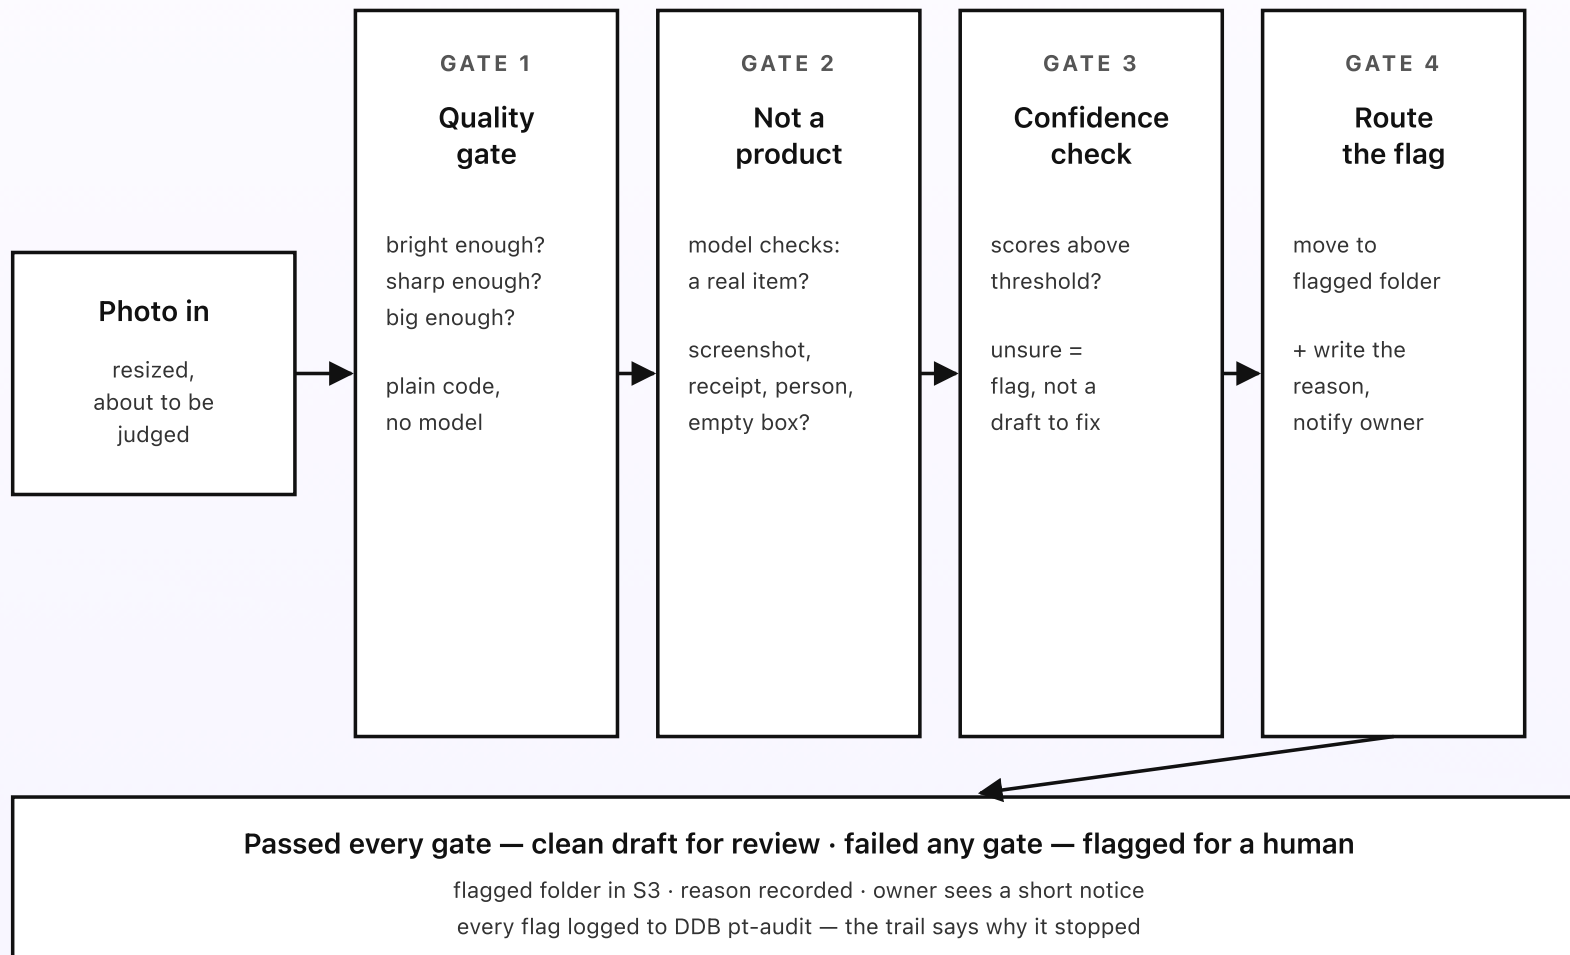 Photo in
resized,
about to be
judged
GATE 1
Quality
gate
bright enough?
sharp enough?
big enough?
plain code,
no model
GATE 2
Not a
product
model checks:
a real item?
screenshot,
receipt, person,
empty box?
GATE 3
Confidence
check
scores above
threshold?
unsure =
flag, not a
draft to fix
GATE 4
Route
the flag
move to
flagged folder
+ write the
reason,
notify owner
Passed every gate — clean draft for review · failed any gate — flagged for a human
flagged folder in S3 · reason recorded · owner sees a short notice
every flag logged to DDB pt-audit — the trail says why it stopped